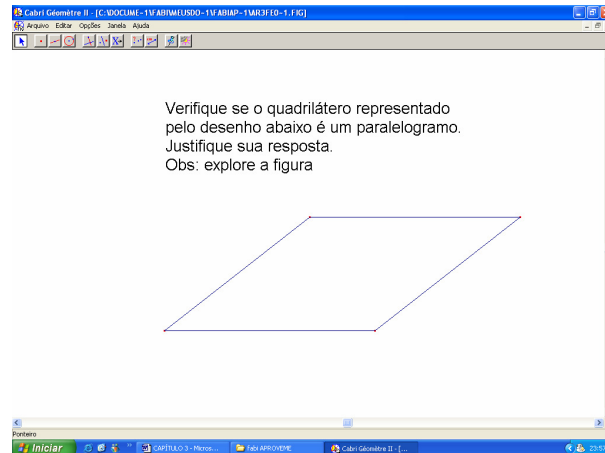 Cabri Géomètre II - [C:\DOCUME~1\FABI\MEUSDO~1\FABIAP~1\AR3FE0~1.FIG]
Arquivo Editar Opções Janela Ajuda
Verifique se o quadrilátero representado
pelo desenho abaixo é um paralelogramo.
Justifique sua resposta.
Obs: explore a figura
Ponteiro
Iniciar
CAPÍTULO 3 - Micros...
fabi APROVEME
Cabri Géomètre II - [...